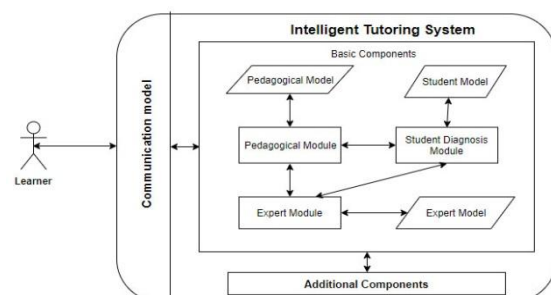 Intelligent Tutoring System
Basic Components
Pedagogical Model
Student Model
Communication model
Pedagogical Module
Student Diagnosis
Module
Learner
Expert Module
Expert Model
Additional Components